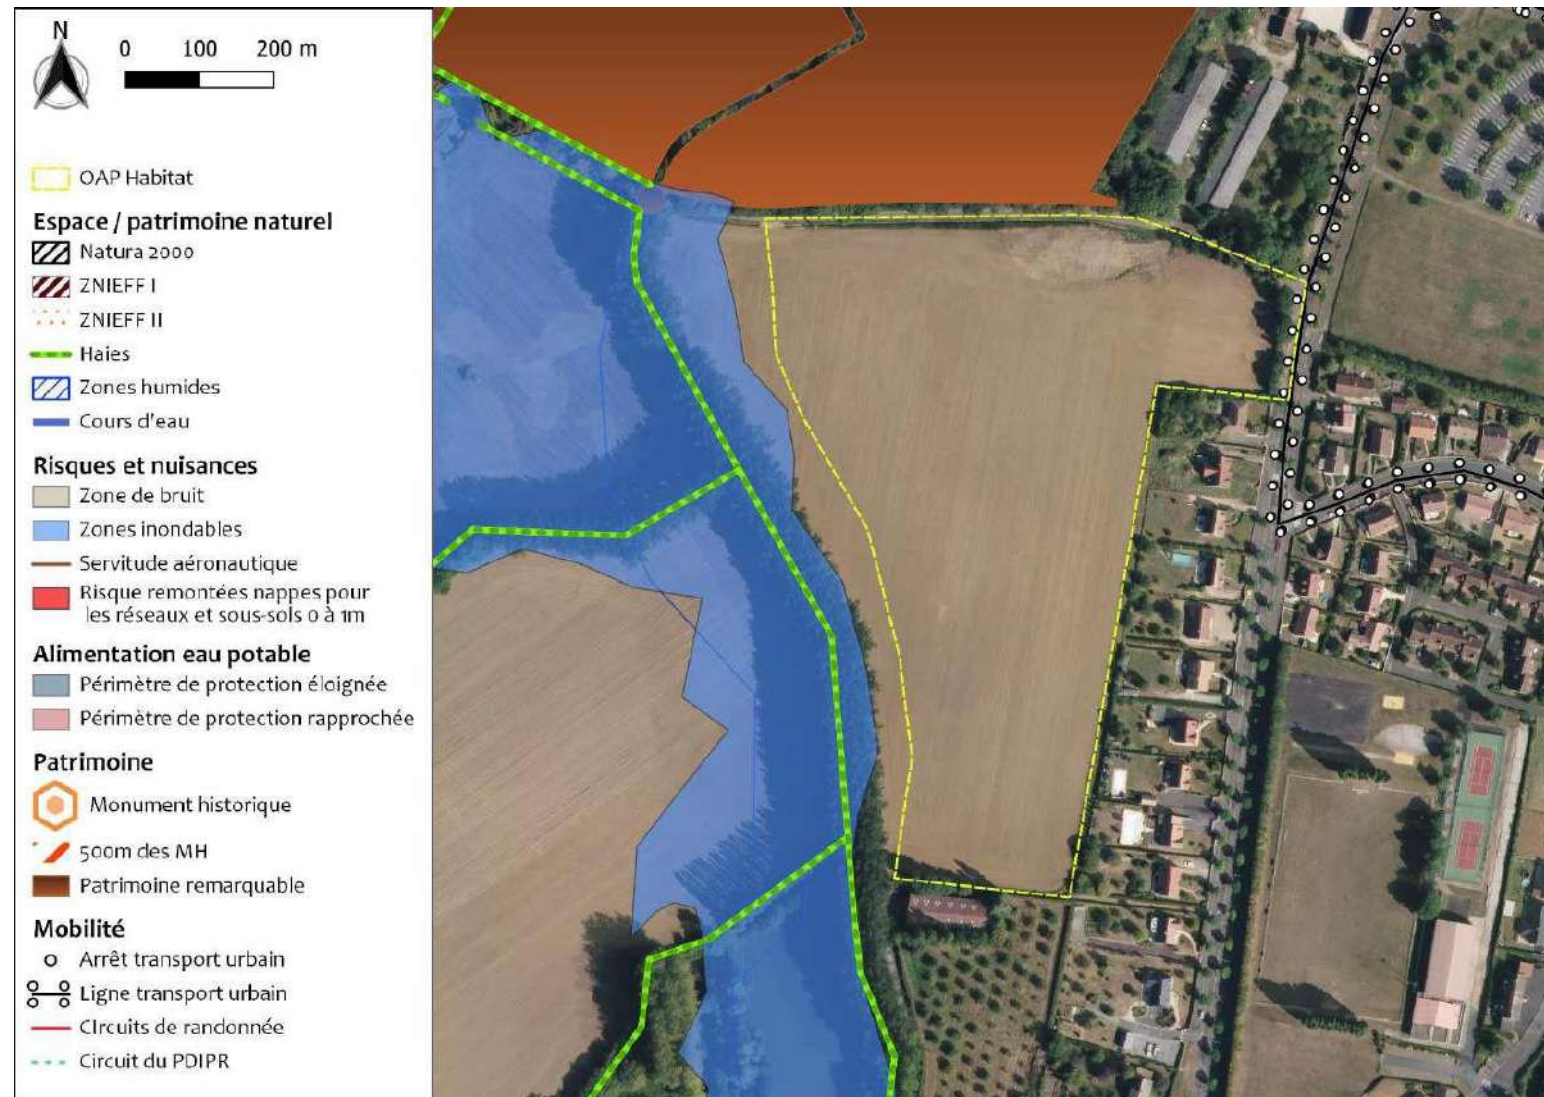 N
0 100 200 m
OAP Habitat
Espace / patrimoine naturel
Natura 2000
ZNIEFF I
ZNIEFF II
Haies
Zones humides
Cours d'eau
Risques et nuisances
Zone de bruit
Zones inondables
Servitude aéronautique
Risque remontées nappes pour
les réseaux et sous-sols 0 à 1m
Alimentation eau potable
Périmètre de protection éloignée
Périmètre de protection rapprochée
Patrimoine
Monument historique
500m des MH
Patrimoine remarquable
Mobilité
Arrêt transport urbain
Ligne transport urbain
CIrcuits de randonnée
Circuit du PDIPR